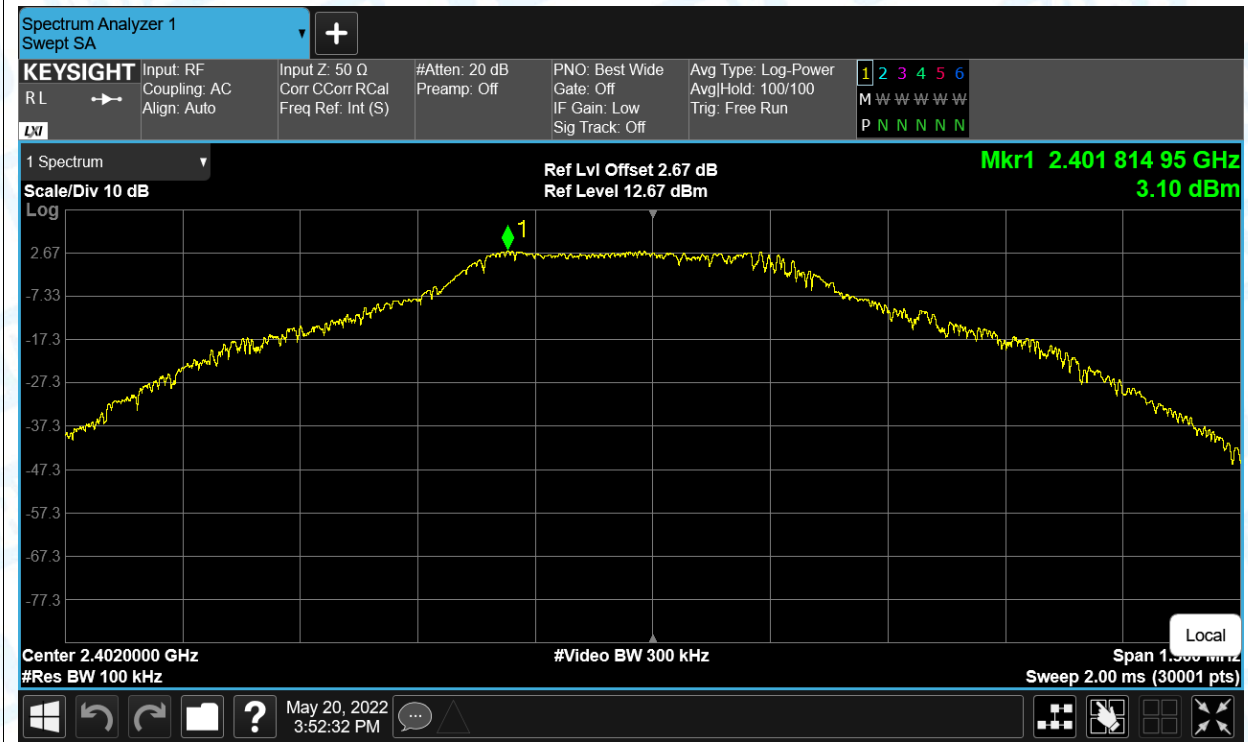 Spectrum Analyzer 1
Swept SA
KEYSIGHT
R L
LXI
Input: RF
Coupling: AC
Align: Auto
Input Z: 50 Ω
Corr CCorr RCal
Freq Ref: Int (S)
#Atten: 20 dB
Preamp: Off
PNO: Best Wide
Gate: Off
IF Gain: Low
Sig Track: Off
Avg Type: Log-Power
Avg|Hold: 100/100
Trig: Free Run
1 2 3 4 5 6
M W W W W W W
P N N N N N N
1 Spectrum
Scale/Div 10 dB
Log
Ref Lvl Offset 2.67 dB
Ref Level 12.67 dBm
Mkr1 2.401 814 95 GHz
3.10 dBm
1
2.67
-7.33
-17.3
-27.3
-37.3
-47.3
-57.3
-67.3
-77.3
Local
Center 2.4020000 GHz
#Video BW 300 kHz
Span
#Res BW 100 kHz
Sweep 2.00 ms (30001 pts)
?
May 20, 2022
3:52:32 PM